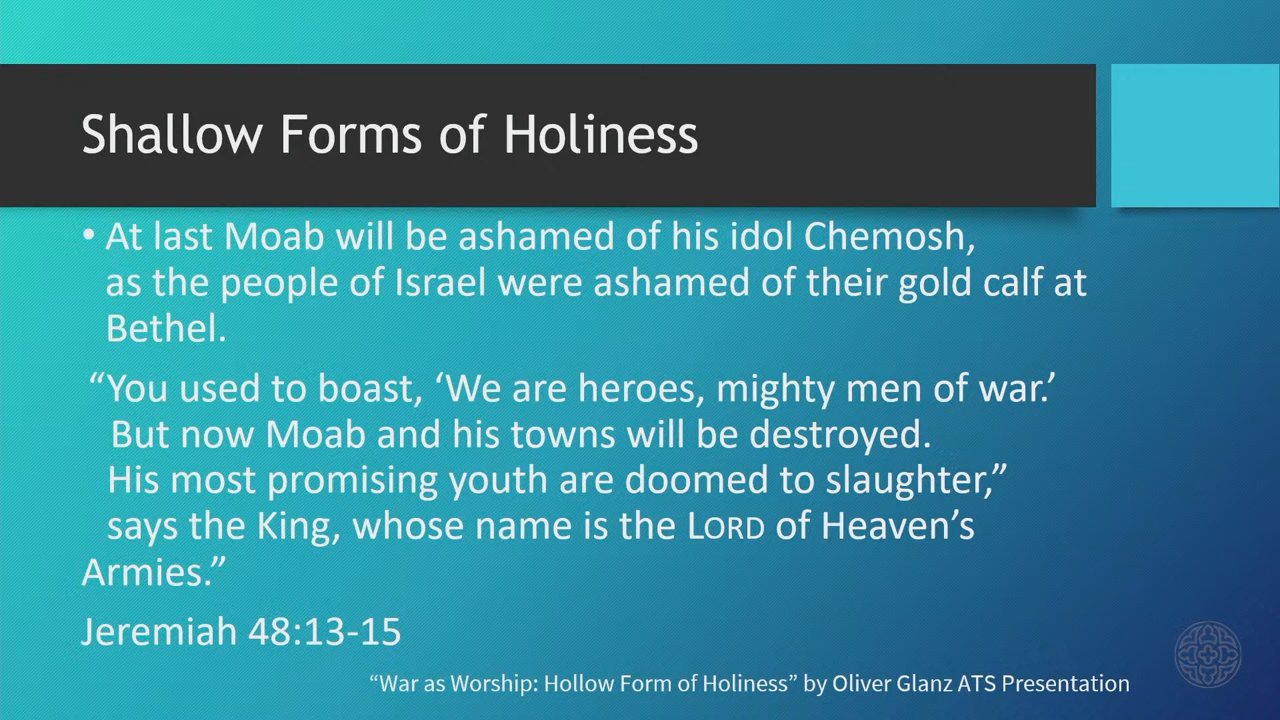 Shallow Forms of Holiness
• At last Moab will be ashamed of his idol Chemosh,
as the people of Israel were ashamed of their gold calf at
Bethel.
“You used to boast, ‘We are heroes, mighty men of war.’
But now Moab and his towns will be destroyed.
His most promising youth are doomed to slaughter,”
says the King, whose name is the LORD of Heaven’s
Armies.”
Jeremiah 48:13-15
“War as Worship: Hollow Form of Holiness” by Oliver Glanz ATS Presentation